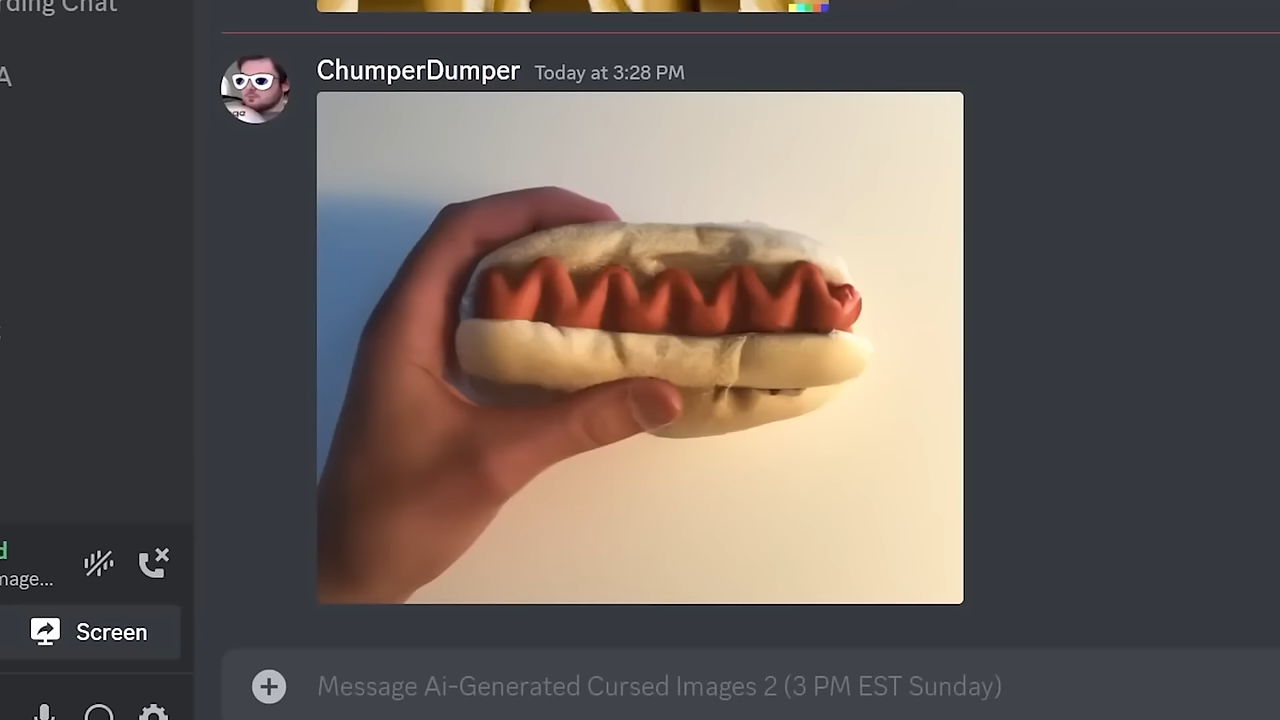 rding Chat
A
ChumperDumper Today at 3:28 PM
d
mage...
Screen
Message Ai-Generated Cursed Images 2 (3 PM EST Sunday)